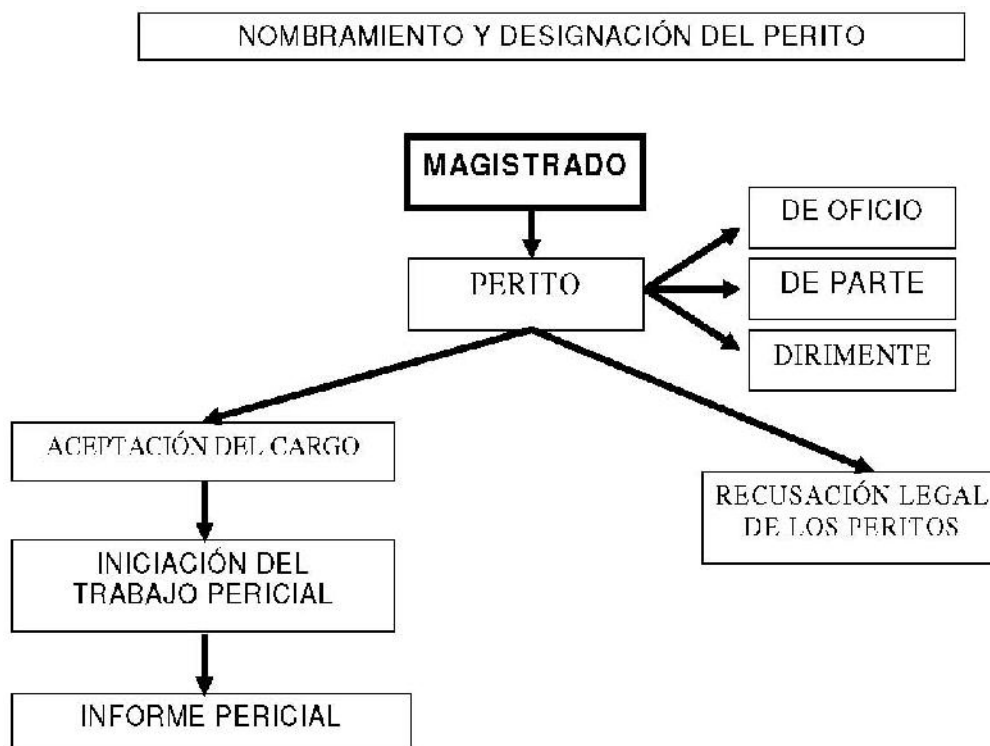 NOMBRAMIENTO Y DESIGNACIÓN DEL PERITO
MAGISTRADO
PERITO
DE OFICIO
DE PARTE
DIRIMENTE
ACEPTACIÓN DEL CARGO
RECUSACIÓN LEGAL
DE LOS PERITOS
INICIACIÓN DEL
TRABAJO PERICIAL
INFORME PERICIAL